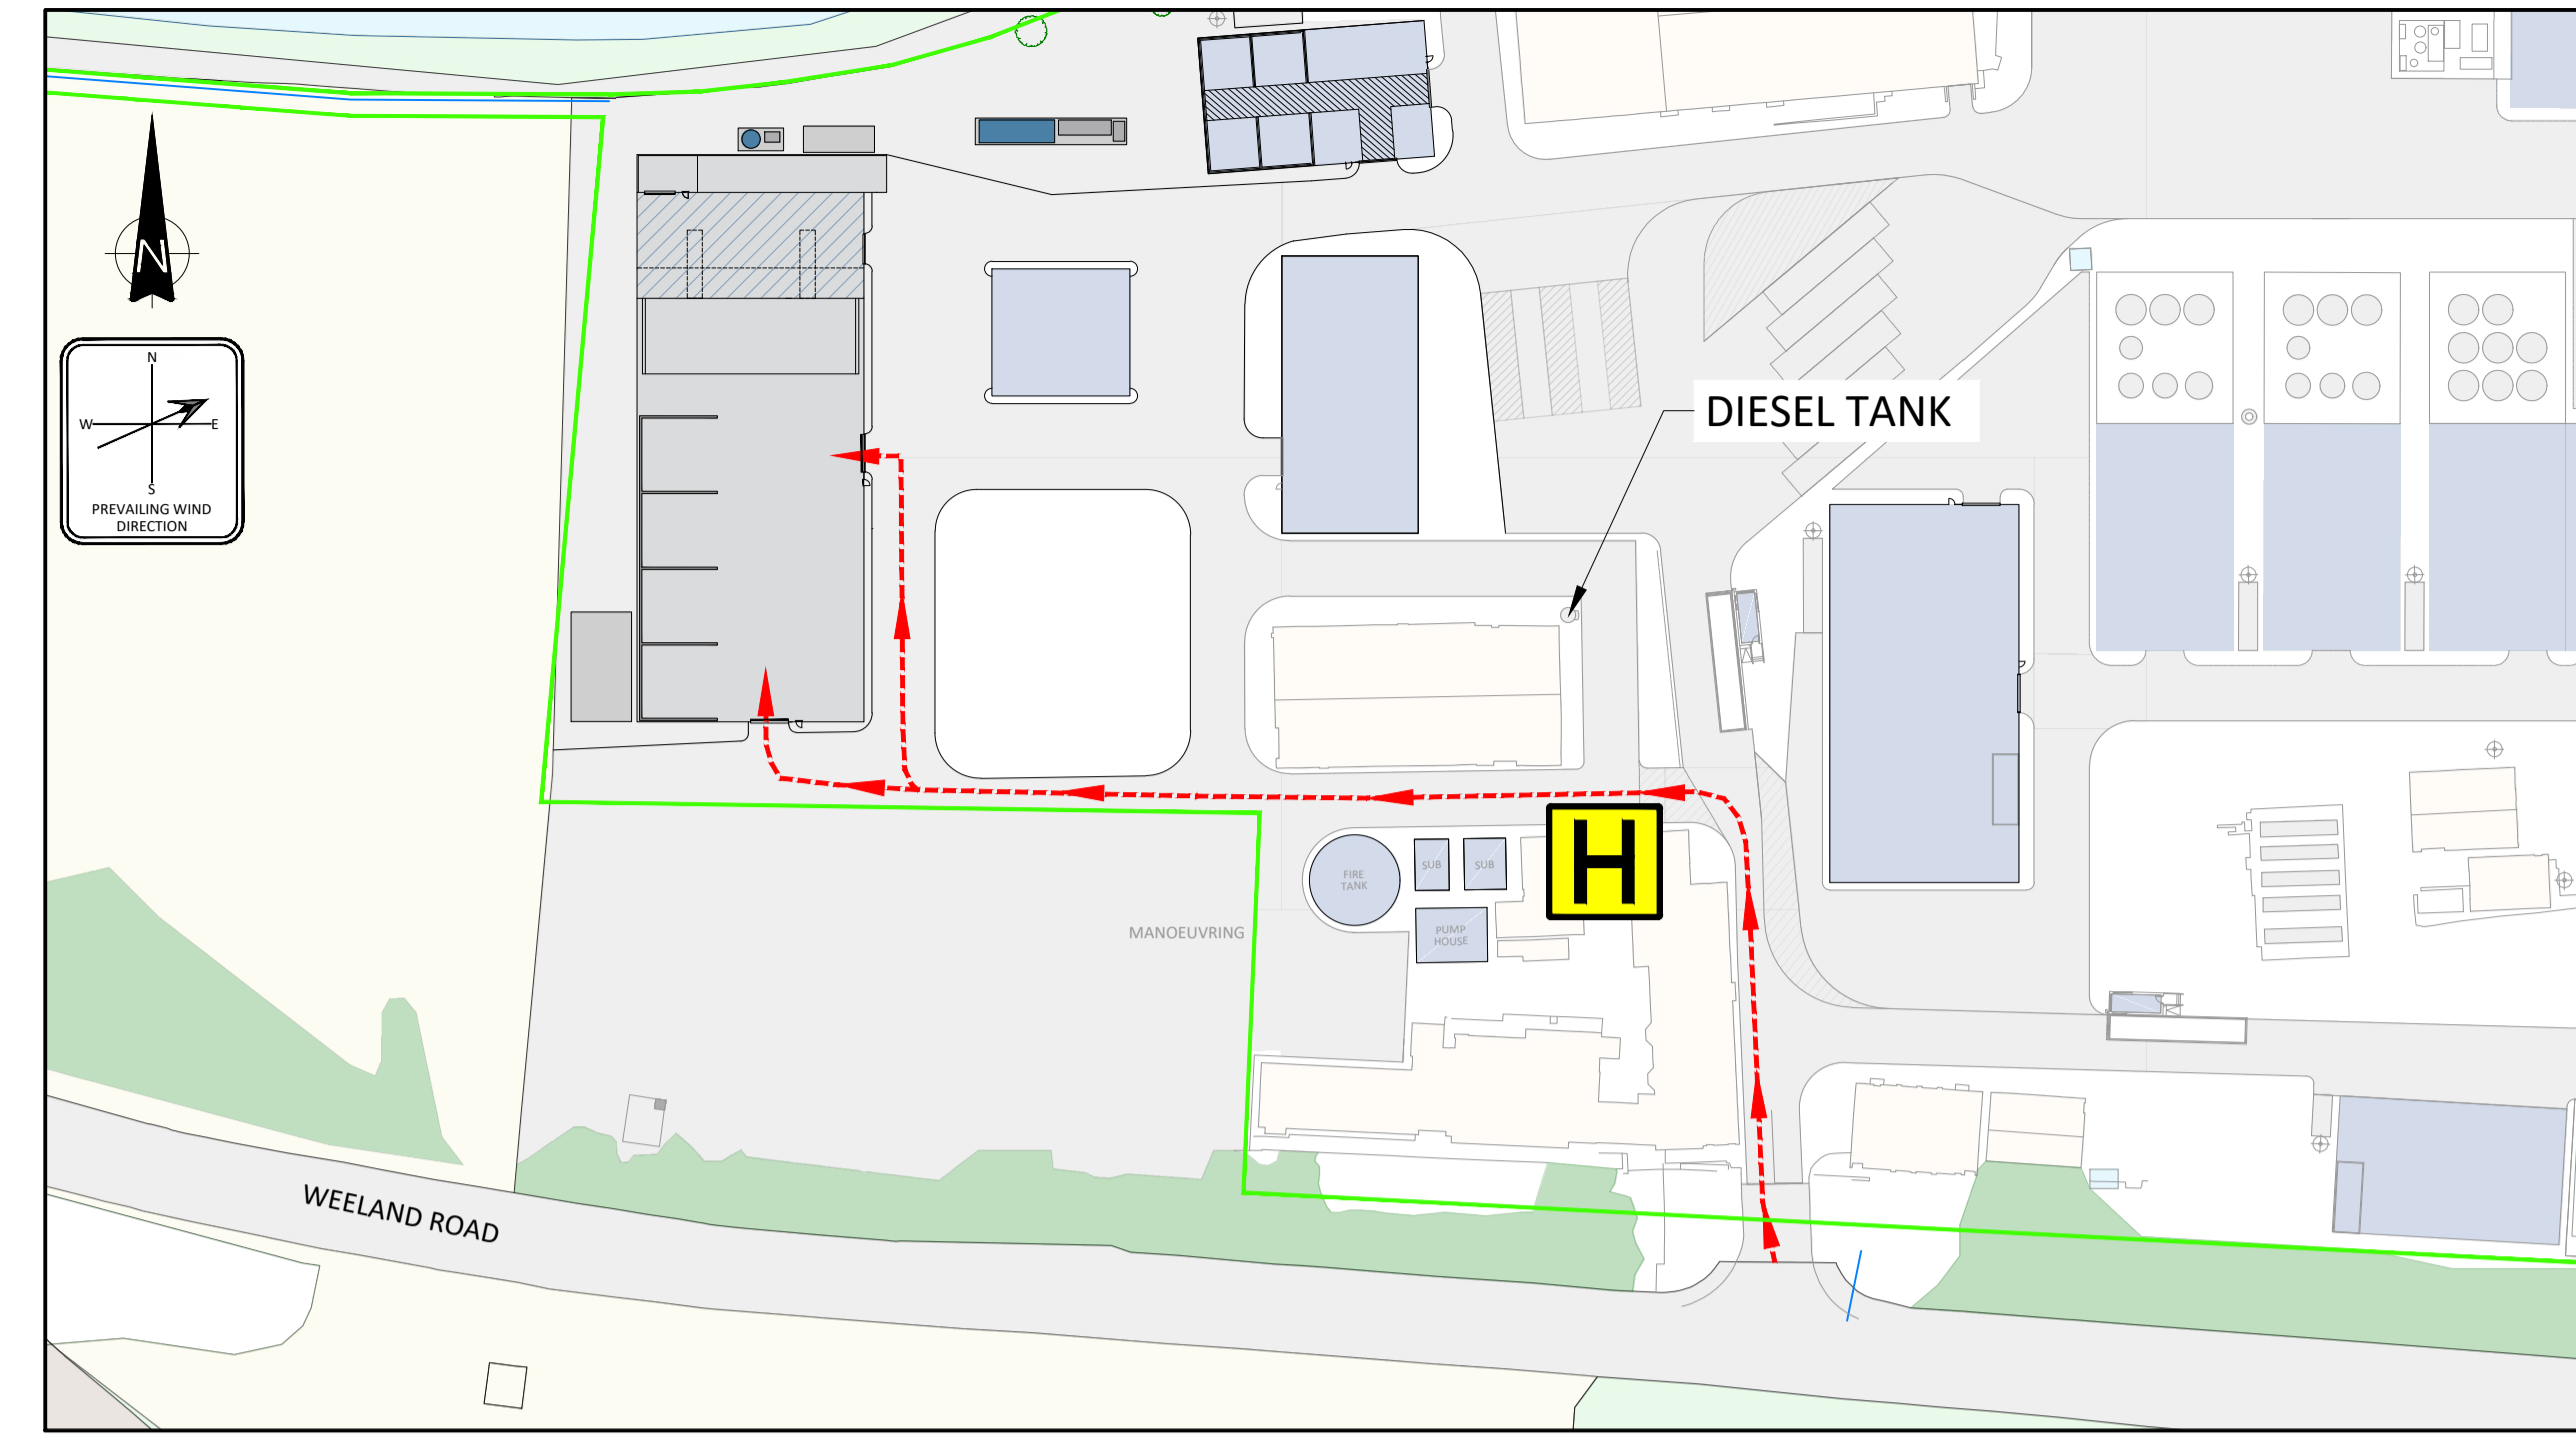 N
N
W
E
S
PREVAILING WIND
DIRECTION
DIESEL TANK
H
FIRE
TANK
SUB
SUB
PUMP
HOUSE
MANOEUVRING
WEELAND ROAD